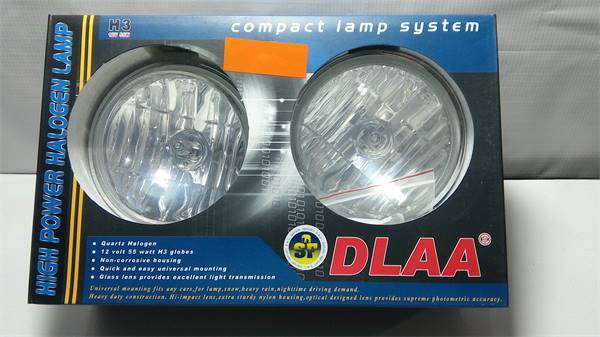 H3
12V 55W
compact lamp system
HIGH POWER HALOGEN LAMP
Quartz Halogen
12 volt 55 watt H3 globes
Non-corrosive housing
Quick and easy universal mounting
Glass lens provides excellent light transmission
ST
DLAA®
Universal mounting fits any cars,for lamp,snow,heavy rain,nighttime driving demand.
Heavy duty construction. Hi-impact lens,extra sturdy nylon housing,optical designed lens provides supreme photometric accuracy.